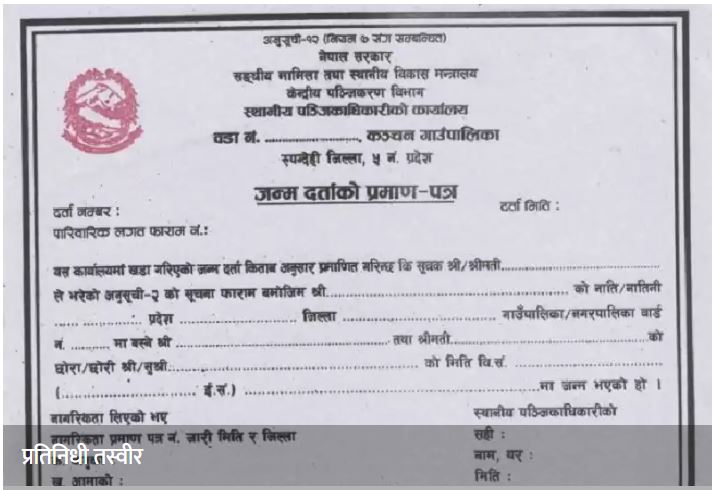 अनुसूची-१२ (नियम ७ संग सम्बन्धित)
नेपाल सरकार
सङ्घीय मामिला तथा स्थानीय विकास मन्त्रालय
केन्द्रीय पञ्जिकरण विभाग
स्थानीय पञ्जिकाधिकारीको कार्यालय
वडा नं. ........................., कञ्चन गाउँपालिका
रुपन्देही जिल्ला, ५ नं. प्रदेश
जन्म दर्ताको प्रमाण-पत्र
दर्ता नम्बर :
दर्ता मिति :
पारिवारिक लगत फाराम नं.:
यस कार्यालयमा खडा गरिएको जन्म दर्ता किताब अनुसार प्रमाणित गरिन्छ कि सूचक श्री/श्रीमती................................
ले भरेको अनुसूची-२ को सूचना फाराम बमोजिम श्री................................................ को नाति/नातिनी
.................... प्रदेश ........................ जिल्ला .............................. गाउँपालिका/नगरपालिका वार्ड
नं. .......... मा बस्ने श्री ........................................... तथा श्रीमती........................................को
छोरा/छोरी श्री/सुश्री.................................................. को मिति वि.सं. ..............................
(........................... ई.सं.) ............................................................मा जन्म भएको हो ।
नागरिकता लिएको भए
स्थानीय पञ्जिकाधिकारीको
नागरिकता प्रमाण पत्र नं. जारी मिति र जिल्ला
सही :
प्रतिनिधी तस्वीर
नाम, थर :
ख. आमाको :
मिति :